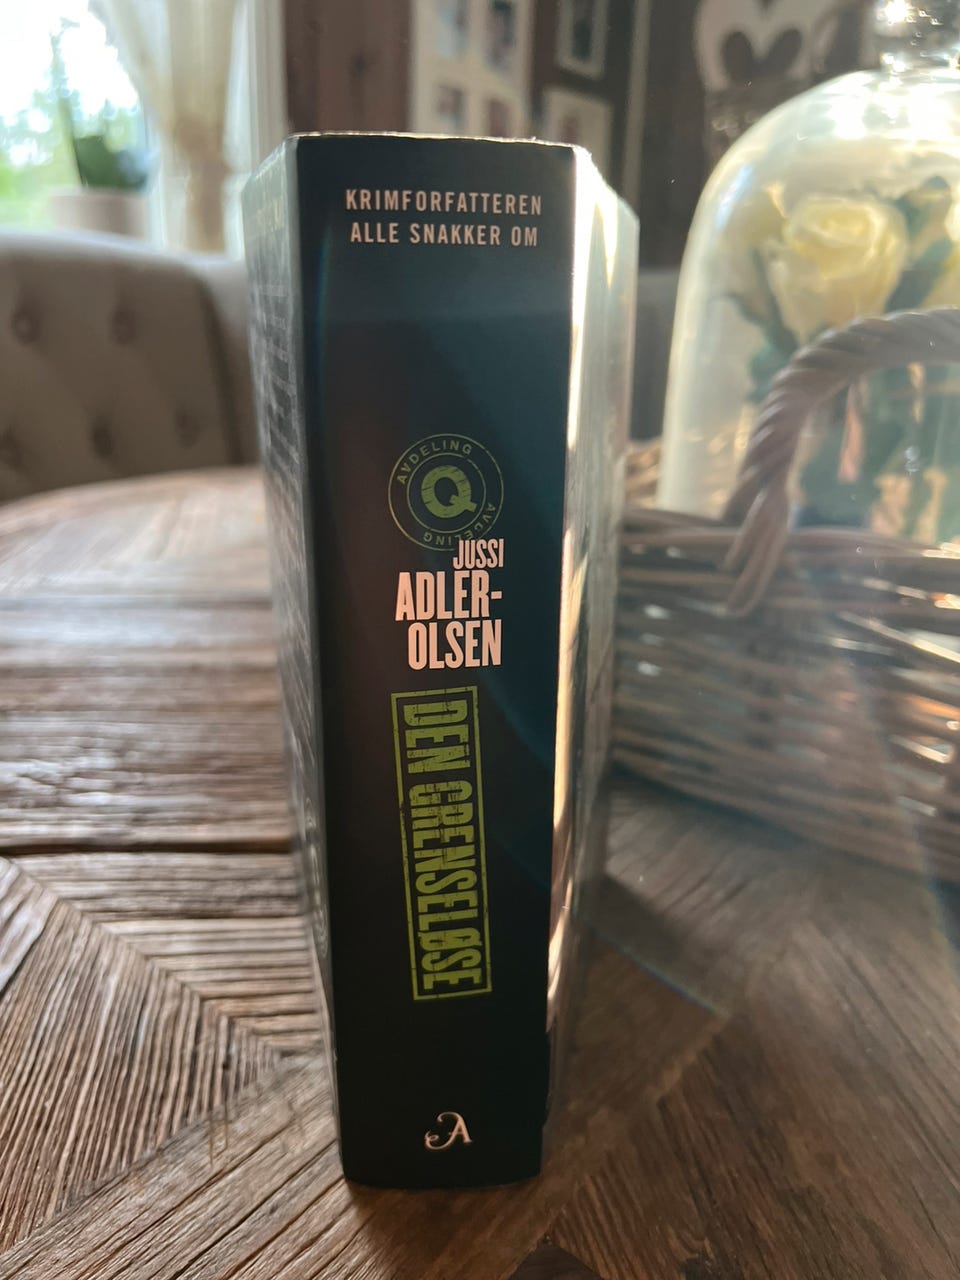 KRIMFORFATTEREN
ALLE SNAKKER OM
AVDELING
Q
AVDELING
JUSSI
ADLER-
OLSEN
DEN GRENSELØSE
A